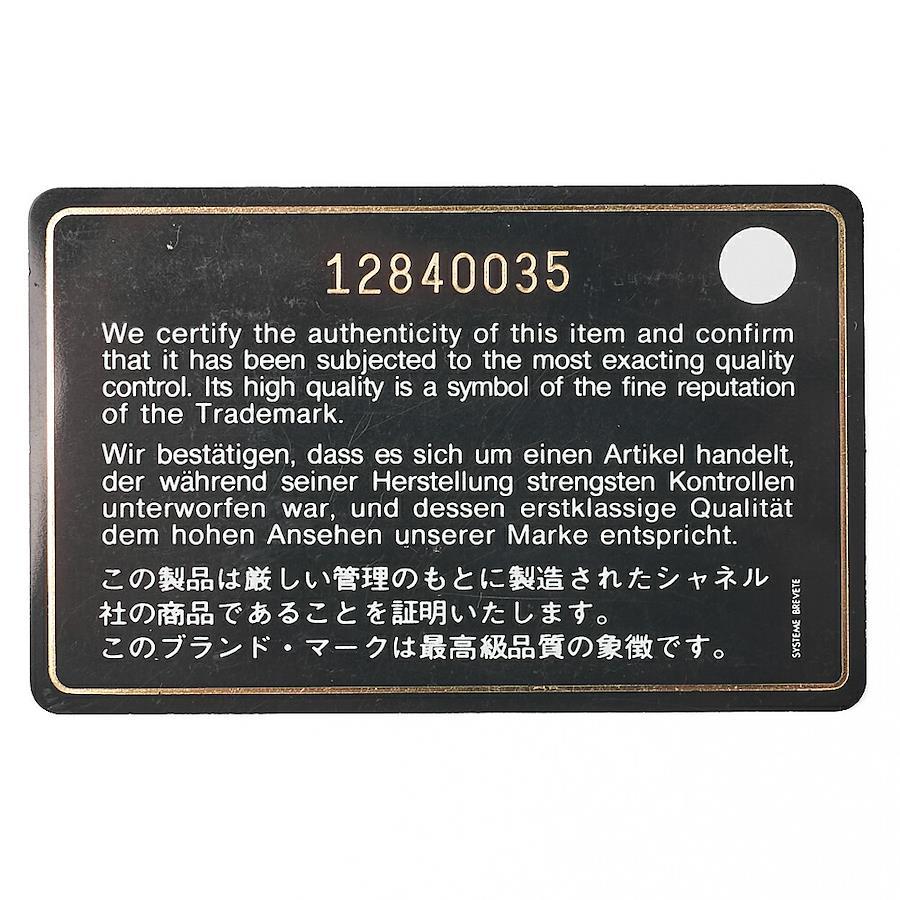 12840035
We certify the authenticity of this item and confirm
that it has been subjected to the most exacting quality
control. Its high quality is a symbol of the fine reputation
of the Trademark.
Wir bestätigen, dass es sich um einen Artikel handelt,
der während seiner Herstellung strengsten Kontrollen
unterworfen war, und dessen erstklassige Qualität
dem hohen Ansehen unserer Marke entspricht.
この製品は厳しい管理のもとに製造されたシャネル
社の商品であることを証明いたします。
このブランド・マークは最高級品質の象徴です。
SYSTEME BREVETE